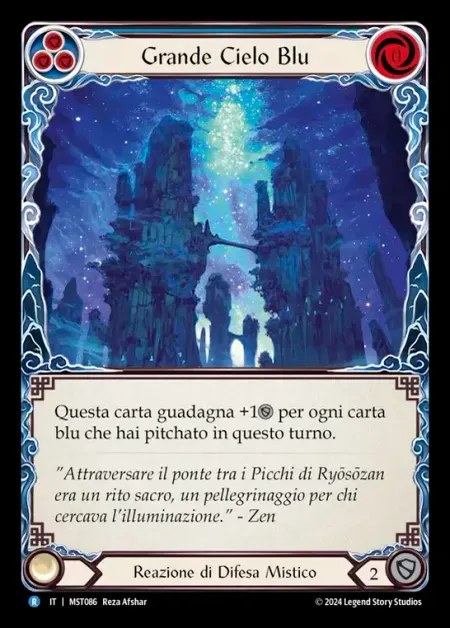 Grande Cielo Blu
0
Questa carta guadagna +1 per ogni carta
blu che hai pitchato in questo turno.
"Attraversare il ponte tra i Picchi di Ryōsōzan
era un rito sacro, un pellegrinaggio per chi
cercava l'illuminazione." - Zen
Reazione di Difesa Mistico
2
R IT | MST086 Reza Afshar
© 2024 Legend Story Studios